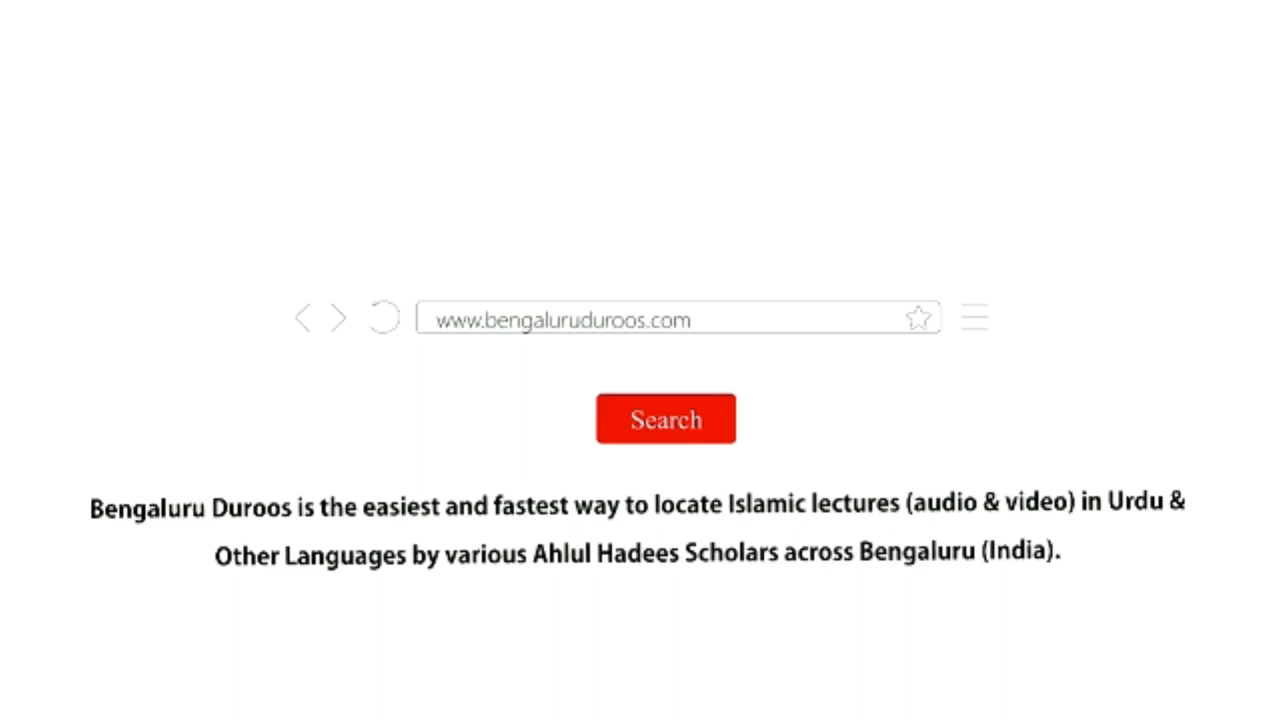 www.bengaluruduroos.com
Search
Bengaluru Duroos is the easiest and fastest way to locate Islamic lectures (audio & video) in Urdu &
Other Languages by various Ahlul Hadees Scholars across Bengaluru (India).